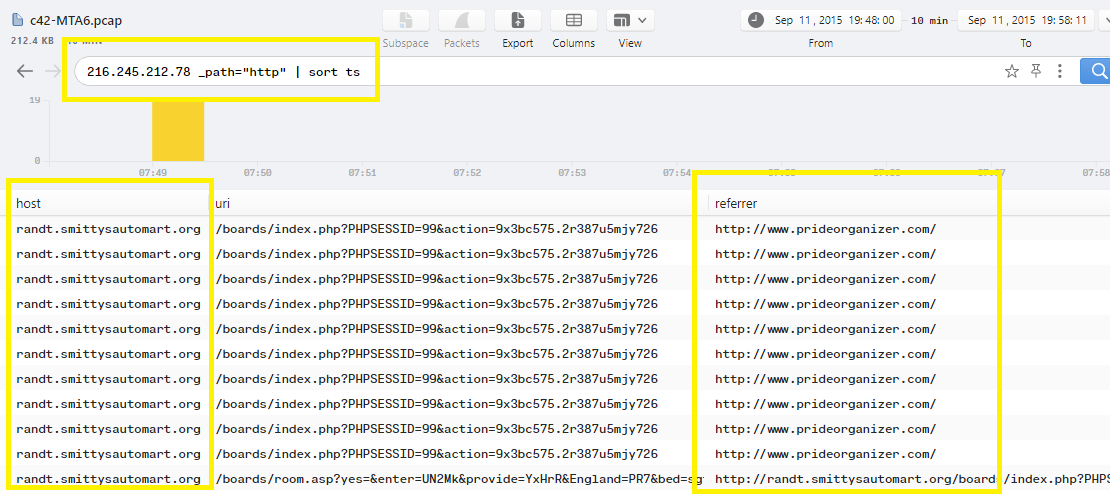 c42-MTA6.pcap
212.4 KB
Subspace Packets Export Columns View
Sep 11 , 2015 19: 48: 00 10 min Sep 11 , 2015 19: 58: 11
From To
216.245.212.78 _path="http" | sort ts
19
0
07:49 07:50 07:51 07:52 07:53 07:54 07:57 07:58
host uri referrer
randt.smittysautomart.org /boards/index.php?PHPSESSID=99&action=9x3bc575.2r387u5mjy726 http://www.prideorganizer.com/
randt.smittysautomart.org /boards/index.php?PHPSESSID=99&action=9x3bc575.2r387u5mjy726 http://www.prideorganizer.com/
randt.smittysautomart.org /boards/index.php?PHPSESSID=99&action=9x3bc575.2r387u5mjy726 http://www.prideorganizer.com/
randt.smittysautomart.org /boards/index.php?PHPSESSID=99&action=9x3bc575.2r387u5mjy726 http://www.prideorganizer.com/
randt.smittysautomart.org /boards/index.php?PHPSESSID=99&action=9x3bc575.2r387u5mjy726 http://www.prideorganizer.com/
randt.smittysautomart.org /boards/index.php?PHPSESSID=99&action=9x3bc575.2r387u5mjy726 http://www.prideorganizer.com/
randt.smittysautomart.org /boards/index.php?PHPSESSID=99&action=9x3bc575.2r387u5mjy726 http://www.prideorganizer.com/
randt.smittysautomart.org /boards/index.php?PHPSESSID=99&action=9x3bc575.2r387u5mjy726 http://www.prideorganizer.com/
randt.smittysautomart.org /boards/index.php?PHPSESSID=99&action=9x3bc575.2r387u5mjy726 http://www.prideorganizer.com/
randt.smittysautomart.org /boards/index.php?PHPSESSID=99&action=9x3bc575.2r387u5mjy726 http://www.prideorganizer.com/
randt.smittysautomart.org /boards/room.asp?yes=&enter=UN2Mk&provide=YxHrR&England=PR7&bed=sg http://randt.smittysautomart.org/boards/index.php?PHPS